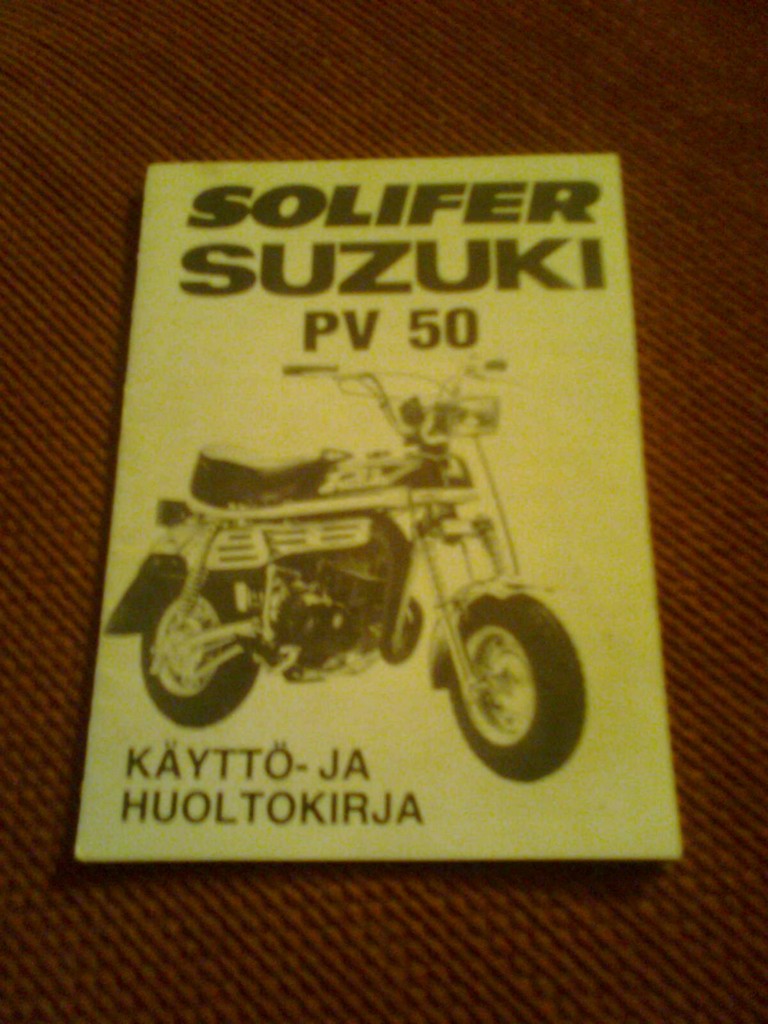 SOLIFER
SUZUKI
PV 50
KÄYTTÖ- JA
HUOLTOKIRJA